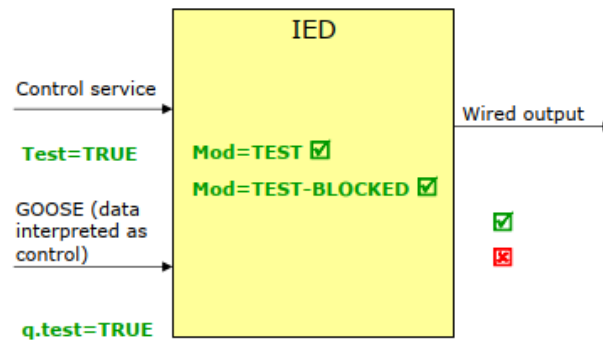 IED
Control service
Wired output
Test=TRUE
Mod=TEST
Mod=TEST-BLOCKED
GOOSE (data
interpreted as
control)
q.test=TRUE